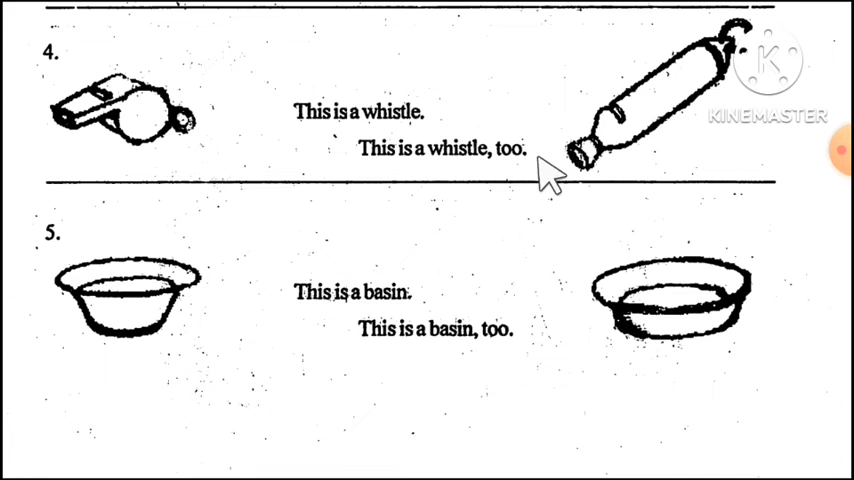 4.
This is a whistle.
This is a whistle, too.
KINEMASTER
5.
This is a basin.
This is a basin, too.